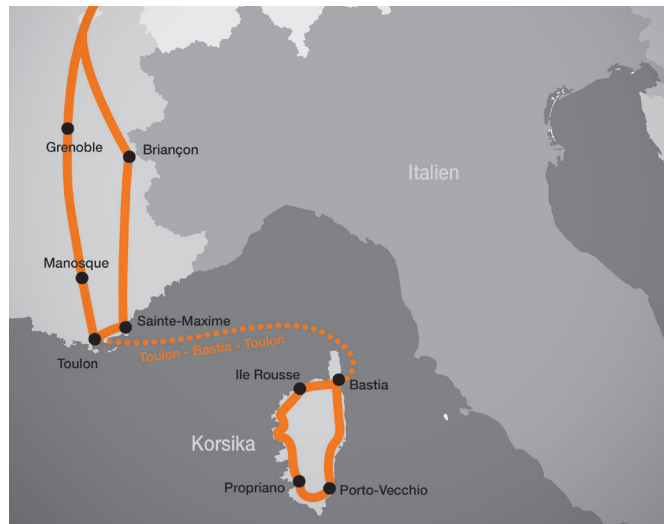 Grenoble
Briançon
Italien
Manosque
Sainte-Maxime
Toulon
Toulon - Bastia - Toulon
Ile Rousse
Bastia
Korsika
Propriano
Porto-Vecchio